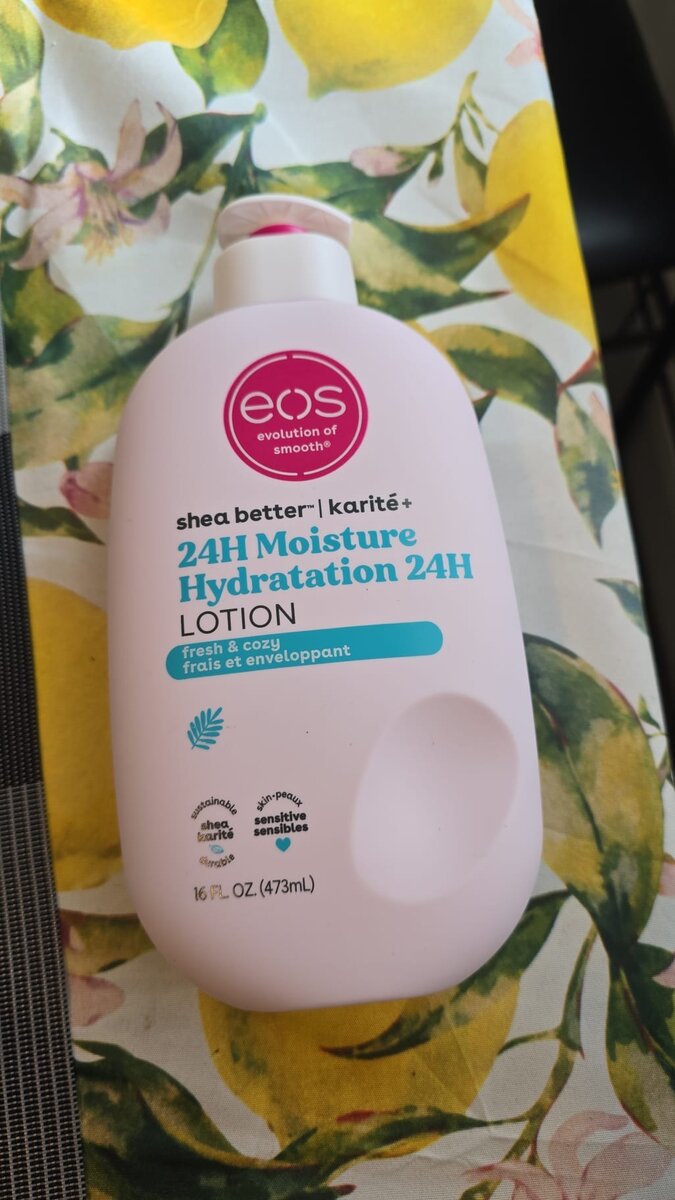 eos
evolution of
smooth®
shea better™ | karité+
24H Moisture
Hydratation 24H
LOTION
fresh & cozy
frais et enveloppant
sustainable
shea
karité
durable
skin•peaux
sensitive
sensibles
16 FL. OZ. (473mL)